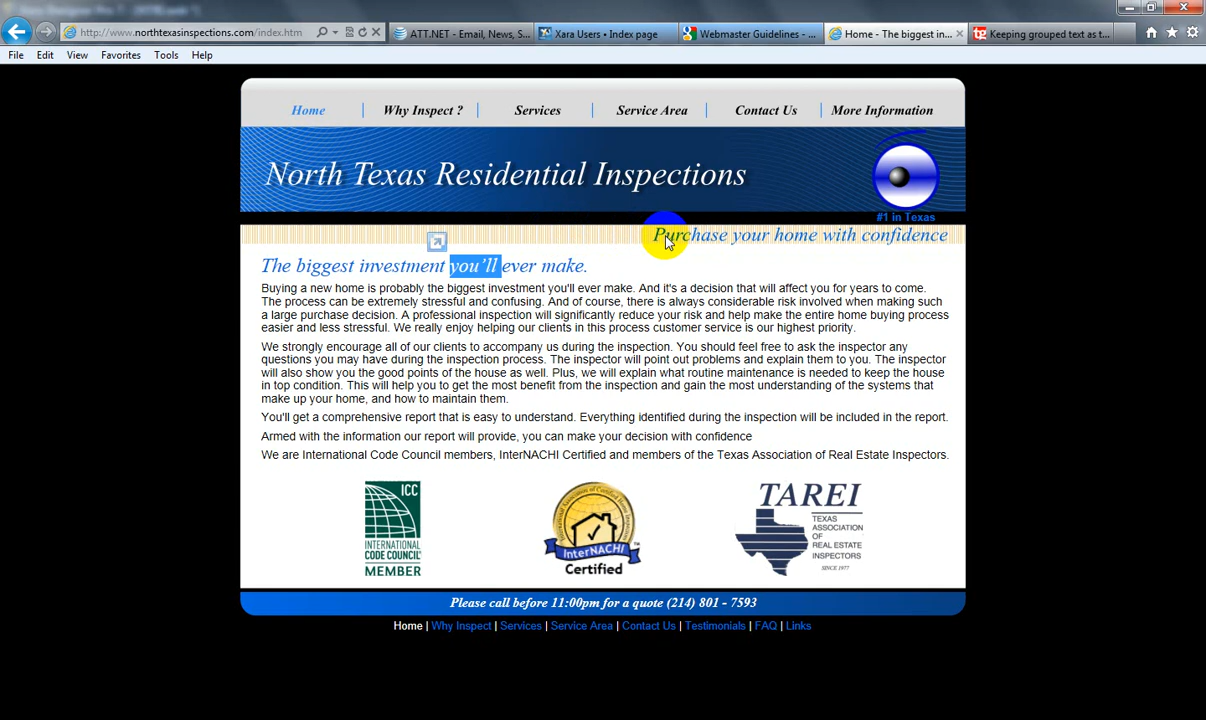 http://www.northtexasinspections.com/index.htm
ATT.NET - Email, News, S...
Xara Users • Index page
Webmaster Guidelines - ...
Home - The biggest in...
Keeping grouped text as t...
File Edit View Favorites Tools Help
Home | Why Inspect ? | Services | Service Area | Contact Us | More Information
North Texas Residential Inspections
#1 in Texas
Purchase your home with confidence
The biggest investment you'll ever make.
Buying a new home is probably the biggest investment you'll ever make. And it's a decision that will affect you for years to come.
The process can be extremely stressful and confusing. And of course, there is always considerable risk involved when making such
a large purchase decision. A professional inspection will significantly reduce your risk and help make the entire home buying process
easier and less stressful. We really enjoy helping our clients in this process customer service is our highest priority.
We strongly encourage all of our clients to accompany us during the inspection. You should feel free to ask the inspector any
questions you may have during the inspection process. The inspector will point out problems and explain them to you. The inspector
will also show you the good points of the house as well. Plus, we will explain what routine maintenance is needed to keep the house
in top condition. This will help you to get the most benefit from the inspection and gain the most understanding of the systems that
make up your home, and how to maintain them.
You'll get a comprehensive report that is easy to understand. Everything identified during the inspection will be included in the report.
Armed with the information our report will provide, you can make your decision with confidence
We are International Code Council members, InterNACHI Certified and members of the Texas Association of Real Estate Inspectors.
ICC
INTERNATIONAL
CODE COUNCIL
MEMBER
International Association of Certified Home Inspectors
InterNACHI
Certified
TAREI
TEXAS
ASSOCIATION
OF
REAL ESTATE
INSPECTORS
SINCE 1977
Please call before 11:00pm for a quote (214) 801 - 7593
Home | Why Inspect | Services | Service Area | Contact Us | Testimonials | FAQ | Links